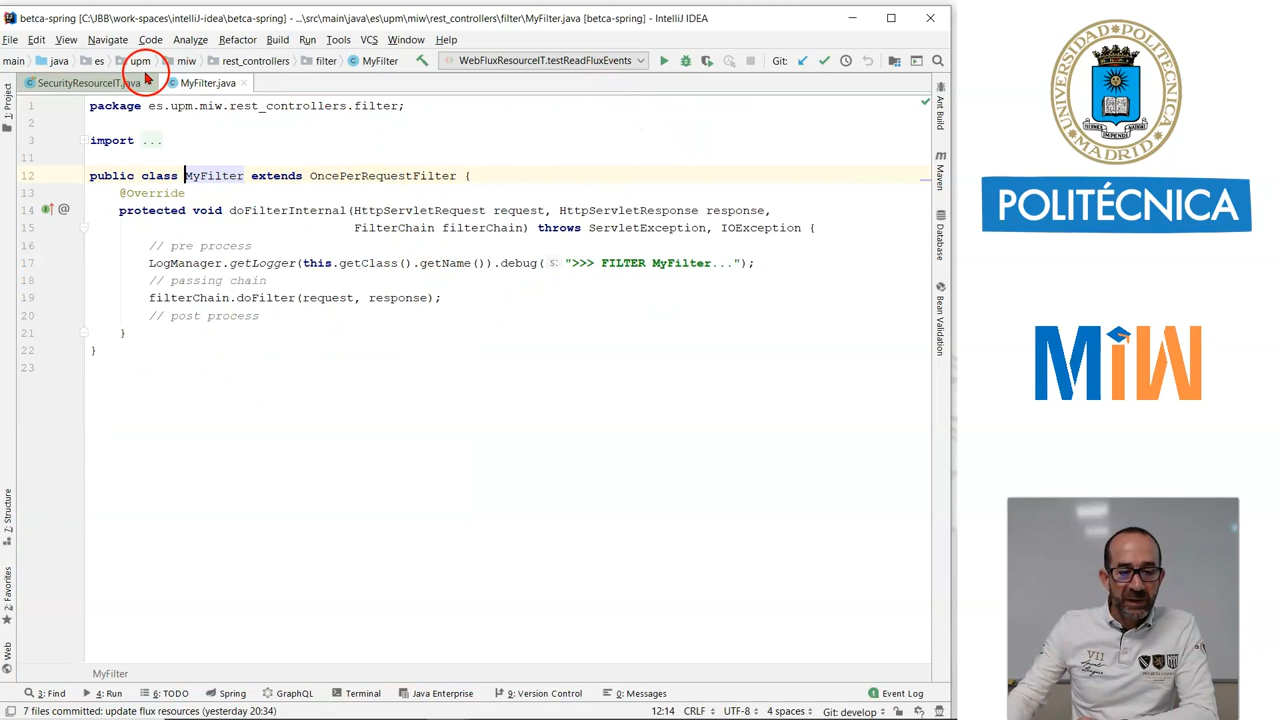 betca-spring [C:\JBB\work-spaces\intelliJ-idea\betca-spring] - ...\src\main\java\es\upm\miw\rest_controllers\filter\MyFilter.java [betca-spring] - IntelliJ IDEA
File Edit View Navigate Code Analyze Refactor Build Run Tools VCS Window Help
main java es upm miw rest_controllers filter MyFilter WebFluxResourceIT.testReadFluxEvents Git:
SecurityResourceIT.java MyFilter.java
1 package es.upm.miw.rest_controllers.filter;
2
3 import ...
11
12 public class MyFilter extends OncePerRequestFilter {
13 @Override
14 protected void doFilterInternal(HttpServletRequest request, HttpServletResponse response,
15 FilterChain filterChain) throws ServletException, IOException {
16 // pre process
17 LogManager.getLogger(this.getClass().getName()).debug( s: ">>> FILTER MyFilter...");
18 // passing chain
19 filterChain.doFilter(request, response);
20 // post process
21 }
22 }
23
MyFilter
3: Find 4: Run 6: TODO Spring GraphQL Terminal Java Enterprise 9: Version Control 0: Messages Event Log
7 files committed: update flux resources (yesterday 20:34) 12:14 CRLF UTF-8 4 spaces Git: develop
1: Project
7: Structure
2: Favorites
Web
Ant Build
Maven
Database
Bean Validation
UNIVERSIDAD POLITÉCNICA DE MADRID
POLITÉCNICA
MiW
VII